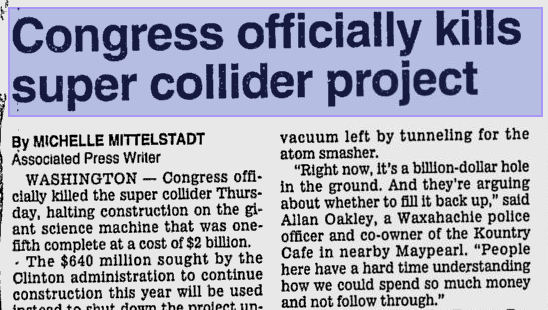 Congress officially kills
super collider project
By MICHELLE MITTELSTADT
Associated Press Writer
WASHINGTON — Congress offi-
cially killed the super collider Thurs-
day, halting construction on the gi-
ant science machine that was one-
fifth complete at a cost of $2 billion.
The $640 million sought by the
Clinton administration to continue
construction this year will be used
instead to shut down the project un-
vacuum left by tunneling for the
atom smasher.
“Right now, it’s a billion-dollar hole
in the ground. And they’re arguing
about whether to fill it back up,” said
Allan Oakley, a Waxahachie police
officer and co-owner of the Kountry
Cafe in nearby Maypearl. “People
here have a hard time understanding
how we could spend so much money
and not follow through.”